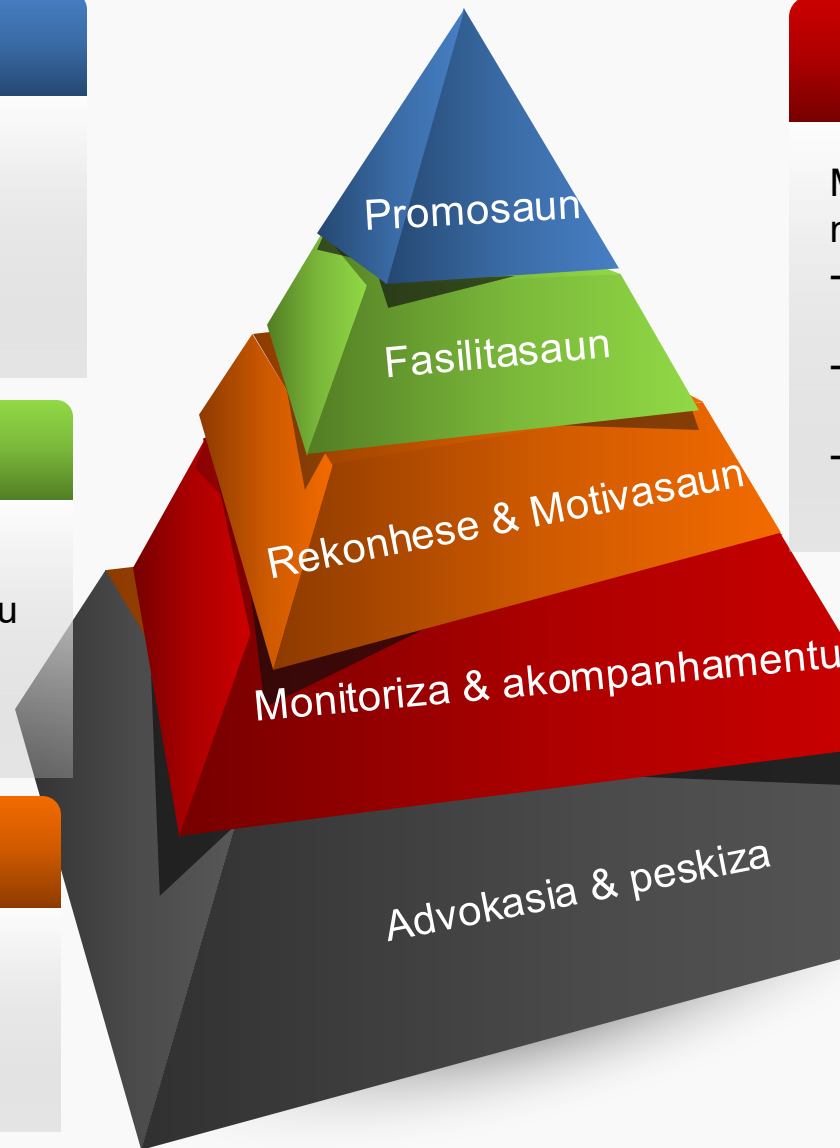 Promosaun
Fasilitasaun
Rekonhese & Motivasaun
Monitoriza & akompanhamentu
Advokasia & peskiza
u
M
-
-
-